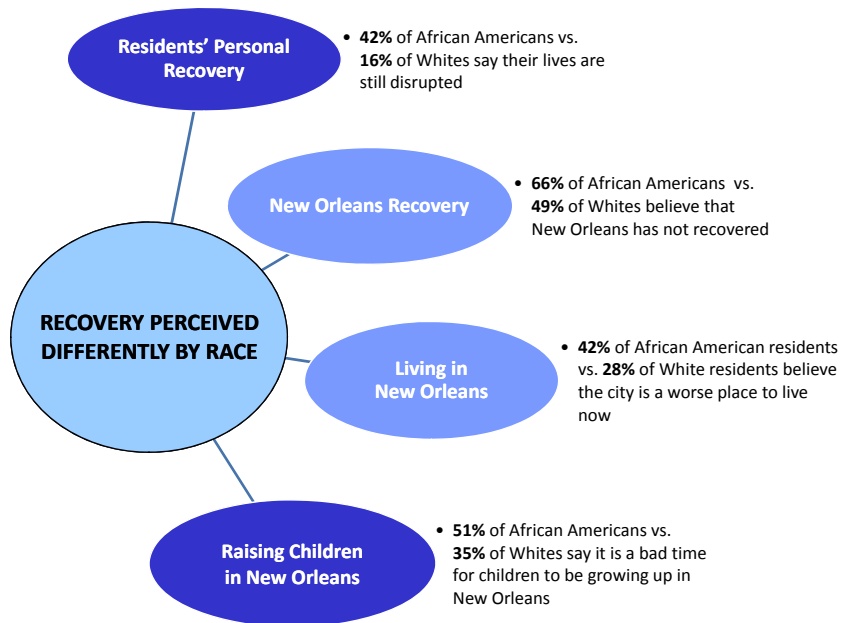 RECOVERY PERCEIVED
DIFFERENTLY BY RACE
Residents’ Personal
Recovery
• 42% of African Americans vs.
16% of Whites say their lives are
still disrupted
New Orleans Recovery
• 66% of African Americans vs.
49% of Whites believe that
New Orleans has not recovered
Living in
New Orleans
• 42% of African American residents
vs. 28% of White residents believe
the city is a worse place to live
now
Raising Children
in New Orleans
• 51% of African Americans vs.
35% of Whites say it is a bad time
for children to be growing up in
New Orleans